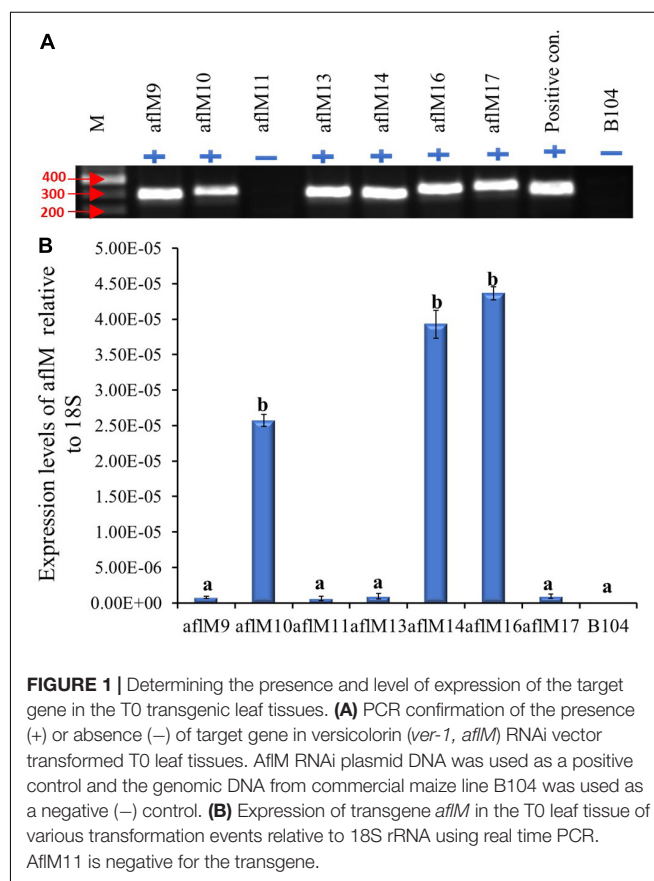 A
M aflM9 aflM10 aflM11 aflM13 aflM14 aflM16 aflM17 Positive con. B104
+ + − + + + + + −
400
300
200
B
Expression levels of aflM relative
to 18S
5.00E-05
4.50E-05
4.00E-05
3.50E-05
3.00E-05
2.50E-05
2.00E-05
1.50E-05
1.00E-05
5.00E-06
0.00E+00
a b a a b b a a
aflM9 aflM10 aflM11 aflM13 aflM14 aflM16 aflM17 B104
FIGURE 1 | Determining the presence and level of expression of the target
gene in the T0 transgenic leaf tissues. (A) PCR confirmation of the presence
(+) or absence (−) of target gene in versicolorin (ver-1, aflM) RNAi vector
transformed T0 leaf tissues. AflM RNAi plasmid DNA was used as a positive
control and the genomic DNA from commercial maize line B104 was used as
a negative (−) control. (B) Expression of transgene aflM in the T0 leaf tissue of
various transformation events relative to 18S rRNA using real time PCR.
AflM11 is negative for the transgene.